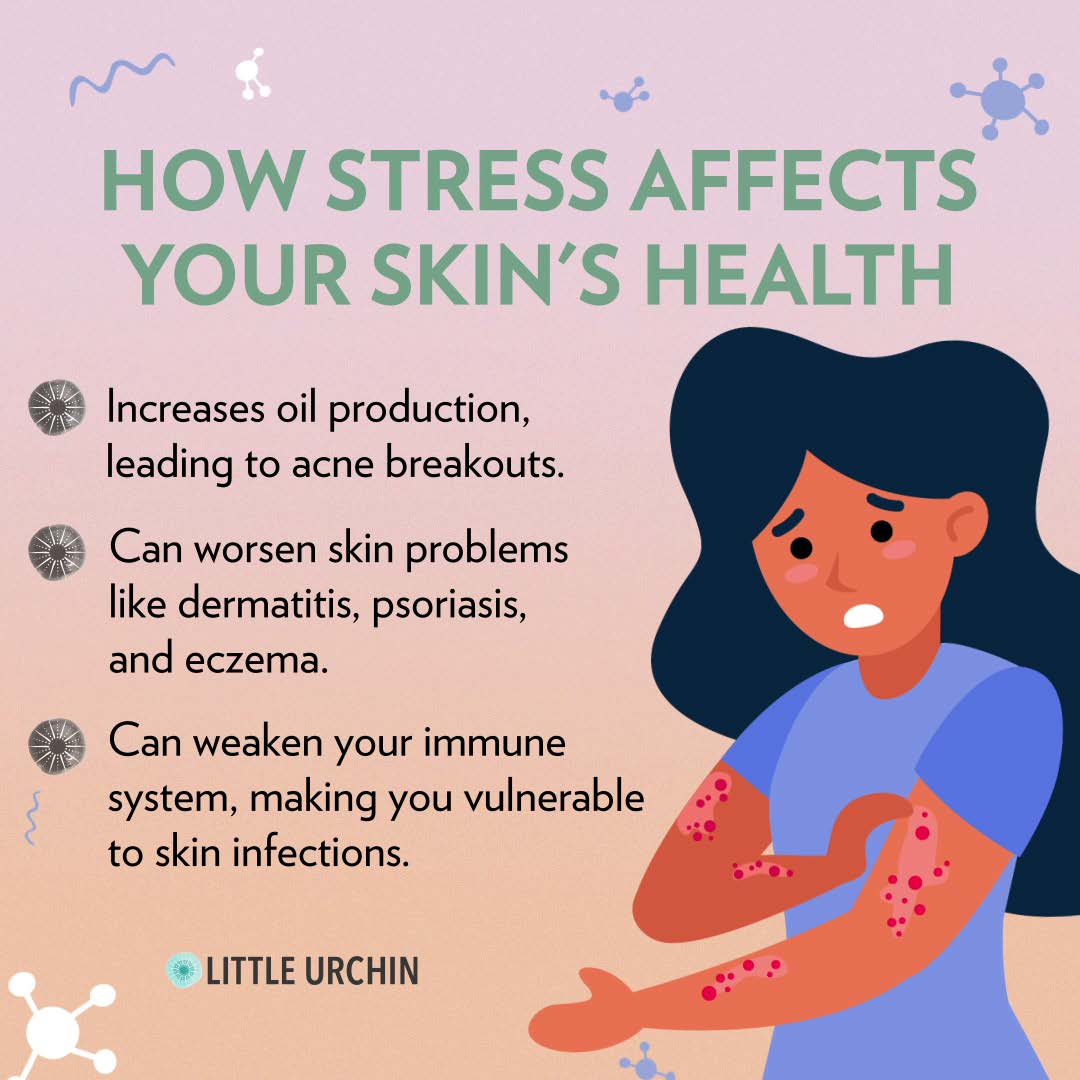 HOW STRESS AFFECTS
YOUR SKIN'S HEALTH
Increases oil production,
leading to acne breakouts.
Can worsen skin problems
like dermatitis, psoriasis,
and eczema.
Can weaken your immune
system, making you vulnerable
to skin infections.
LITTLE URCHIN